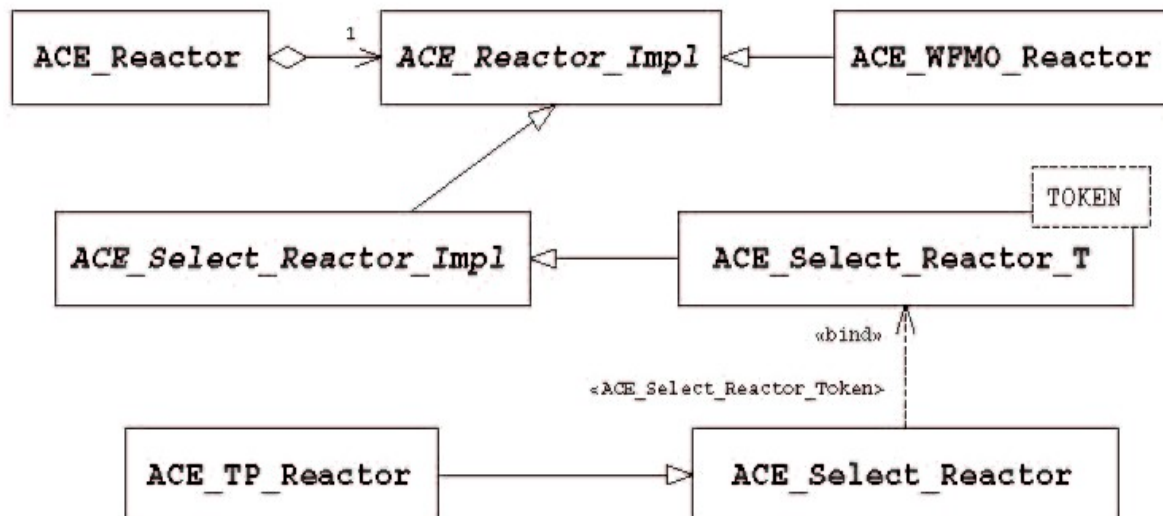 ACE_Reactor
1
ACE_Reactor_Impl
ACE_WFMO_Reactor
TOKEN
ACE_Select_Reactor_Impl
ACE_Select_Reactor_T
«bind»
<ACE_Select_Reactor_Token>
ACE_TP_Reactor
ACE_Select_Reactor